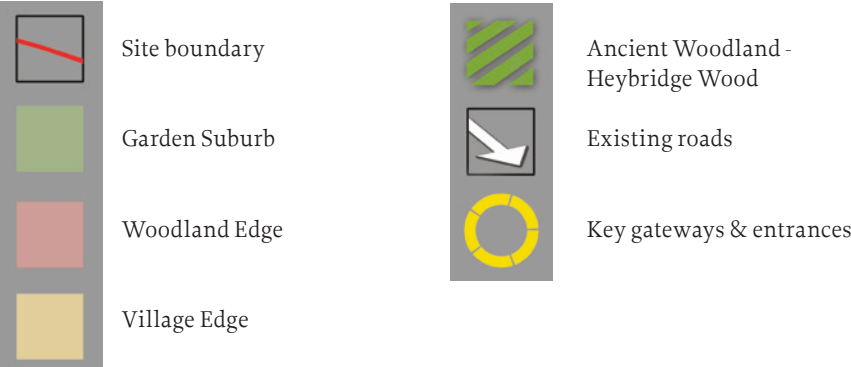 Site boundary
Garden Suburb
Woodland Edge
Village Edge
Ancient Woodland -
Heybridge Wood
Existing roads
Key gateways & entrances